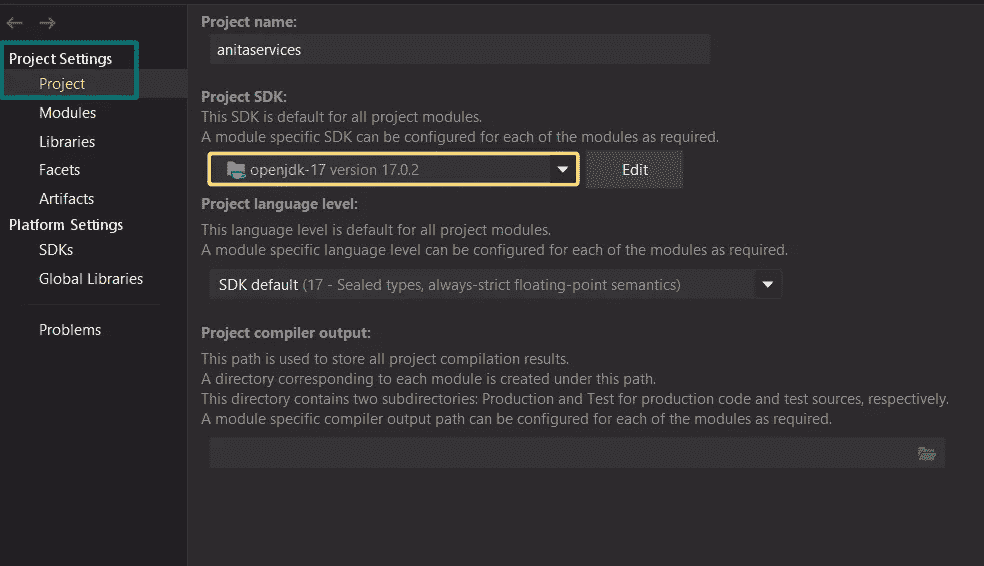 Project Settings
Project
Modules
Libraries
Facets
Artifacts
Platform Settings
SDKs
Global Libraries
Problems
Project name:
anitaservices
Project SDK:
This SDK is default for all project modules.
A module specific SDK can be configured for each of the modules as required.
openjdk-17 version 17.0.2
Edit
Project language level:
This language level is default for all project modules.
A module specific language level can be configured for each of the modules as required.
SDK default (17 - Sealed types, always-strict floating-point semantics)
Project compiler output:
This path is used to store all project compilation results.
A directory corresponding to each module is created under this path.
This directory contains two subdirectories: Production and Test for production code and test sources, respectively.
A module specific compiler output path can be configured for each of the modules as required.